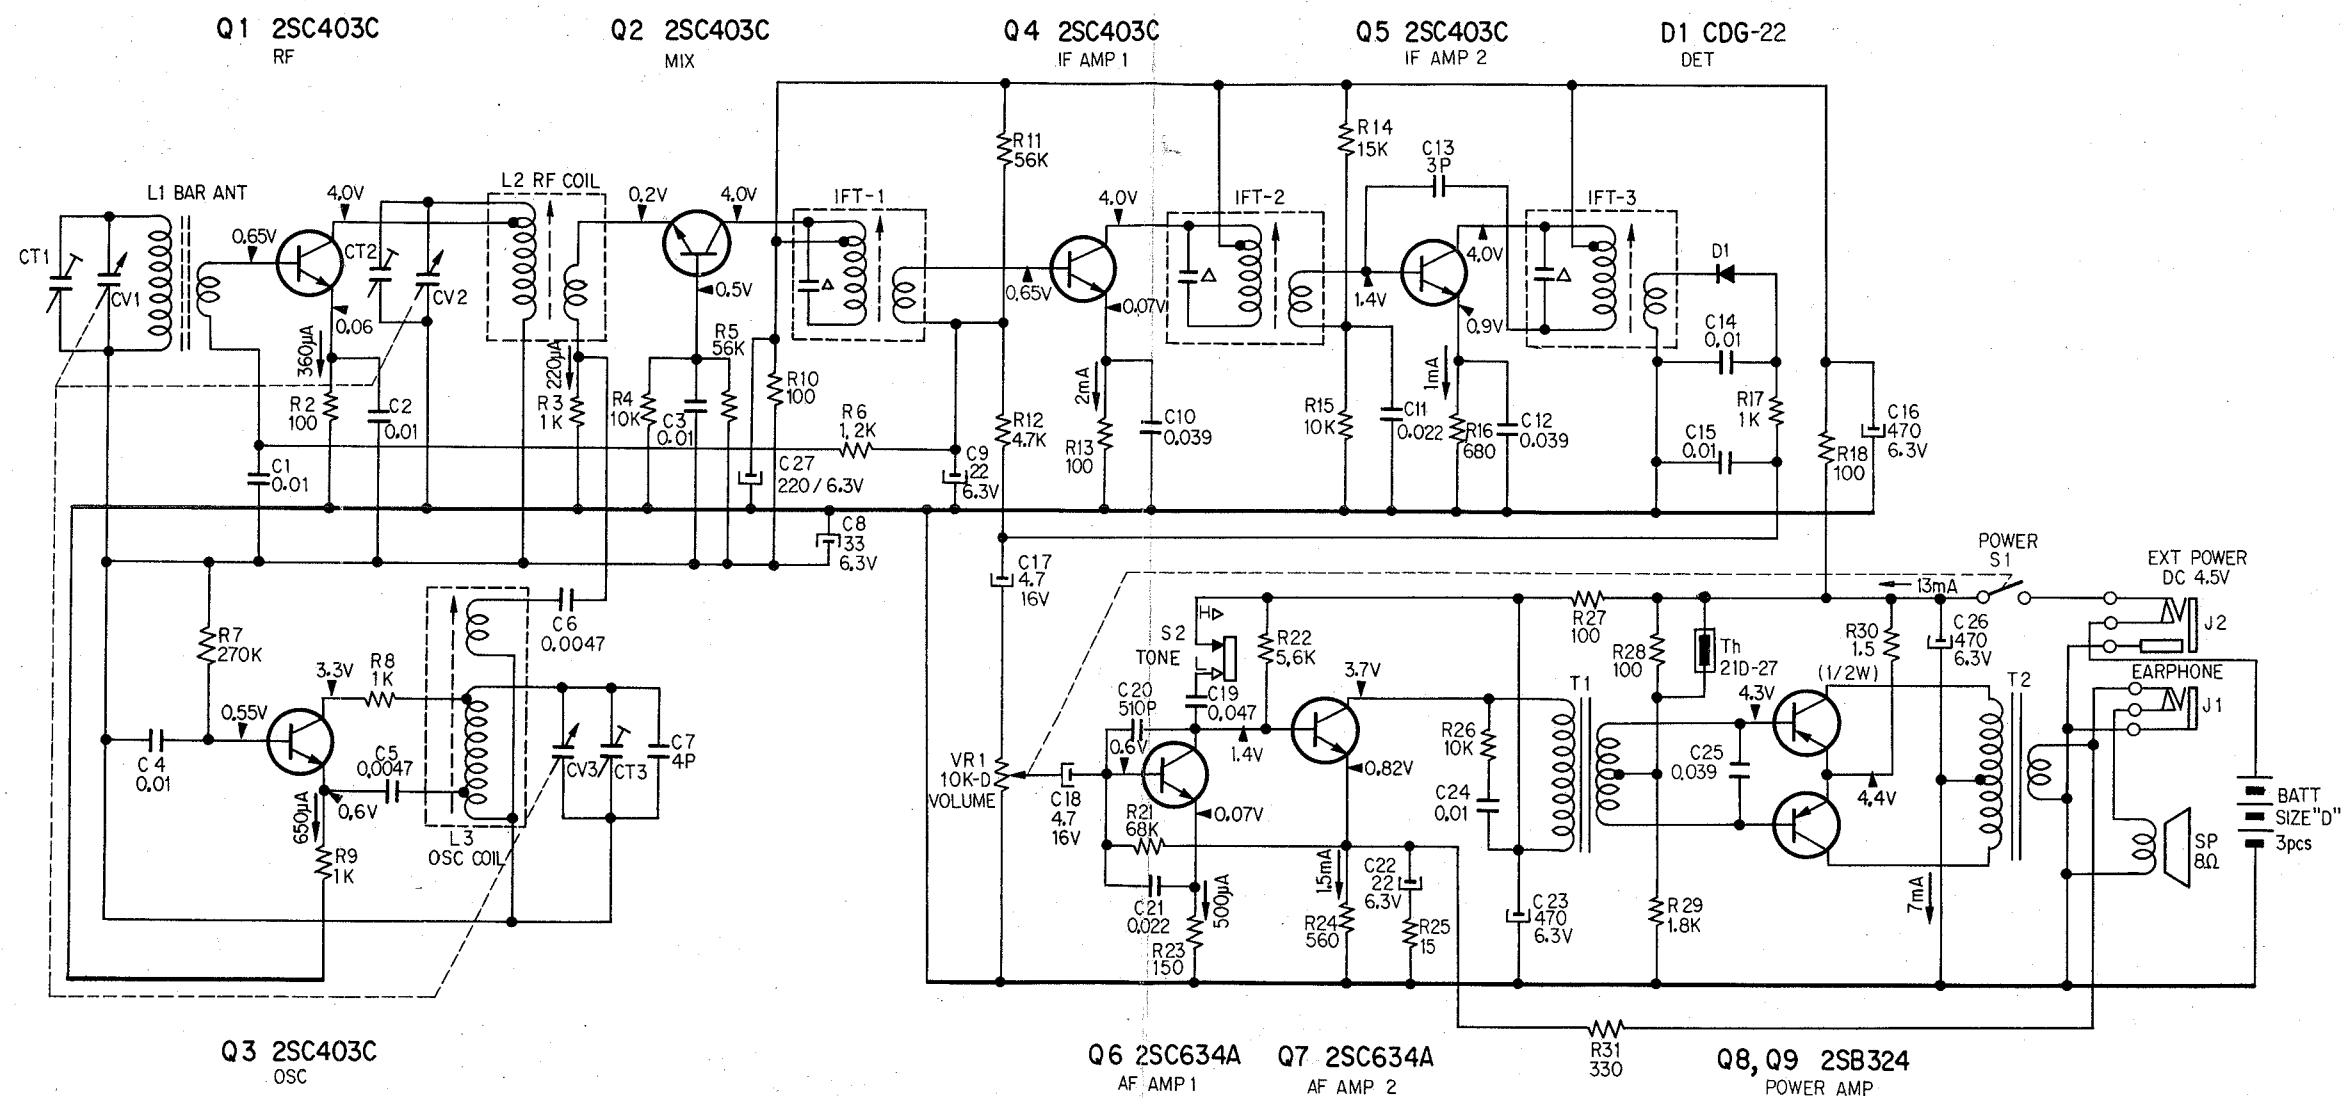 Q1 2SC403C
RF
Q2 2SC403C
MIX
Q4 2SC403C
IF AMP 1
Q5 2SC403C
IF AMP 2
D1 CDG-22
DET
L1 BAR ANT
CT1
CV1
0.65V
4.0V
CT2
CV2
0.06
360μA
R2
100
C2
0.01
C1
0.01
L2 RF COIL
220μA
R3
1K
0.2V
4.0V
0.5V
R4
10K
C3
0.01
R5
56K
IFT-1
Δ
R10
100
C27
220/6.3V
R6
1.2K
C9
22
6.3V
C8
33
6.3V
R11
56K
R12
4.7K
4.0V
0.65V
0.07V
2mA
R13
100
C10
0.039
IFT-2
Δ
R14
15K
C13
3P
1.4V
4.0V
0.9V
1mA
R15
10K
C11
0.022
R16
680
C12
0.039
IFT-3
Δ
D1
C14
0.01
R17
1K
C15
0.01
R18
100
C16
470
6.3V
R7
270K
C4
0.01
0.55V
3.3V
R8
1K
C5
0.0047
0.6V
650μA
R9
1K
C6
0.0047
L3
OSC COIL
CV3
CT3
C7
4P
C17
4.7
16V
VR1
10K-D
VOLUME
C18
4.7
16V
H
S2
TONE
L
C19
0.047
C20
510P
0.6V
1.4V
0.07V
R21
68K
C21
0.022
500μA
R23
150
R22
5.6K
3.7V
0.82V
1.5mA
R24
560
C22
22
6.3V
R25
15
R26
10K
C24
0.01
C23
470
6.3V
R27
100
T1
R28
100
Th
21D-27
C25
0.039
R29
1.8K
4.3V
4.4V
R30
1.5
(1/2W)
13mA
POWER
S1
C26
470
6.3V
7mA
T2
EXT POWER
DC 4.5V
J2
EARPHONE
J1
SP
8Ω
BATT
SIZE "D"
3pcs
R31
330
Q3 2SC403C
OSC
Q6 2SC634A
AF AMP 1
Q7 2SC634A
AF AMP 2
Q8, Q9 2SB324
POWER AMP